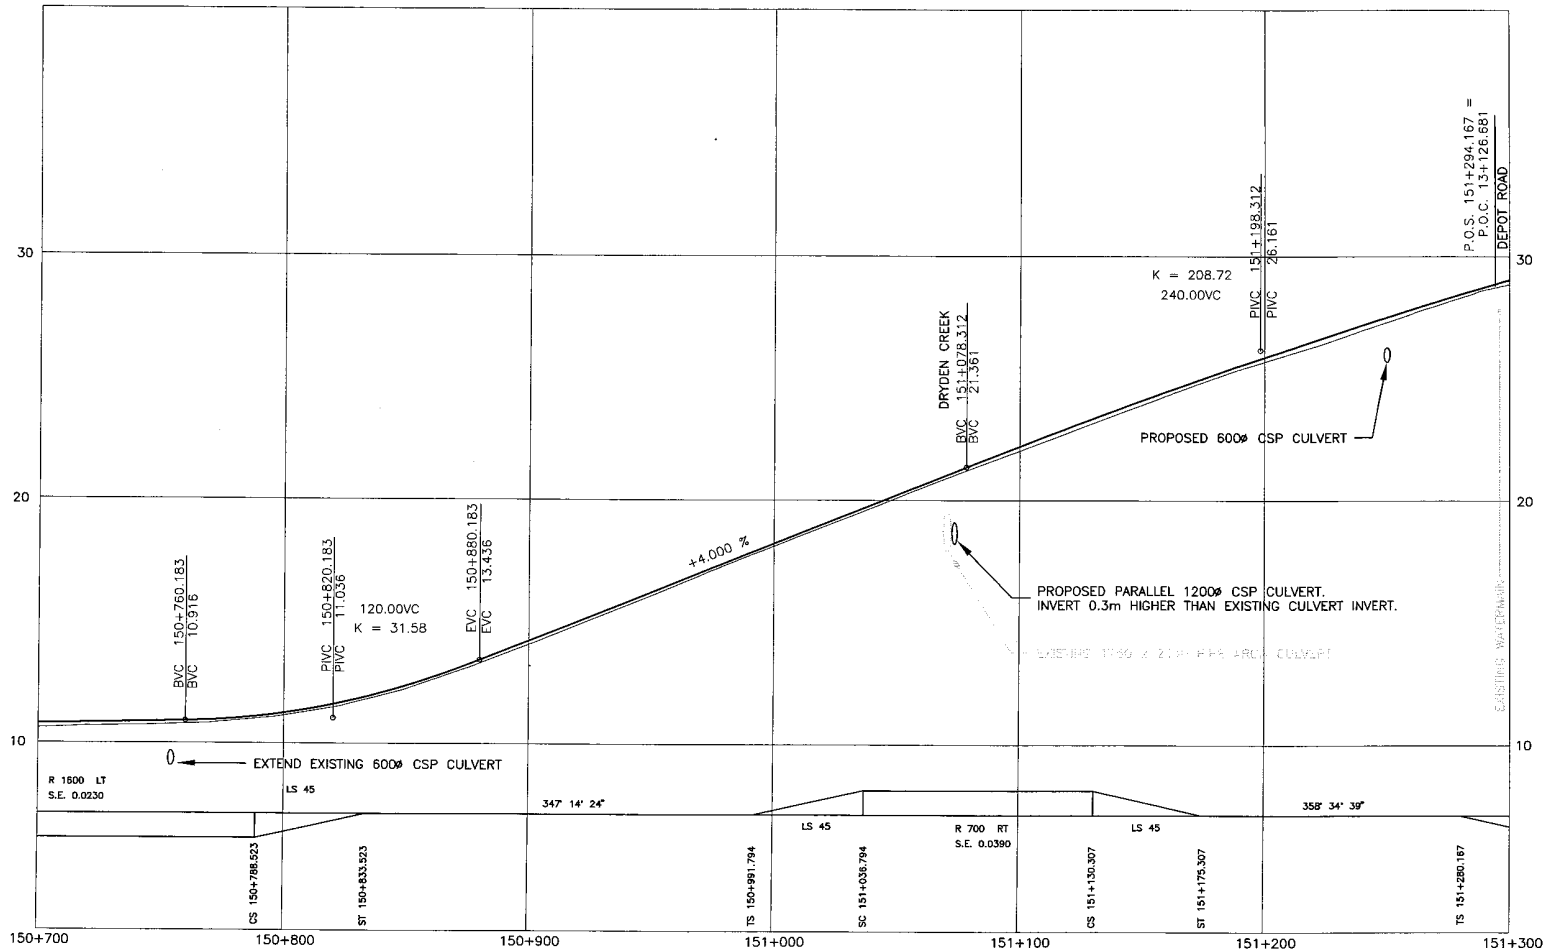 30
20
10
30
20
10
BVC 150+760.183
BVC 10.916
PIVC 150+820.183
PIVC 11.036
120.00VC
K = 31.58
EVC 150+880.183
EVC 13.436
+4.000 %
DRYDEN CREEK
BVC 151+078.312
BVC 21.361
K = 208.72
240.00VC
PIVC 151+198.312
PIVC 26.161
P.O.S. 151+294.167 =
P.O.C. 13+126.681
DEPOT ROAD
PROPOSED 600ø CSP CULVERT
PROPOSED PARALLEL 1200ø CSP CULVERT.
INVERT 0.3m HIGHER THAN EXISTING CULVERT INVERT.
EXISTING PIPE ARCH CULVERT
EXISTING WATERMAIN
EXTEND EXISTING 600ø CSP CULVERT
R 1600 LT
S.E. 0.0230
LS 45
347° 14' 24"
LS 45
R 700 RT
S.E. 0.0390
LS 45
358° 34' 39"
CS 150+788.523
ST 150+833.523
TS 150+991.794
SC 151+036.794
CS 151+130.307
ST 151+175.307
TS 151+280.167
150+700
150+800
150+900
151+000
151+100
151+200
151+300